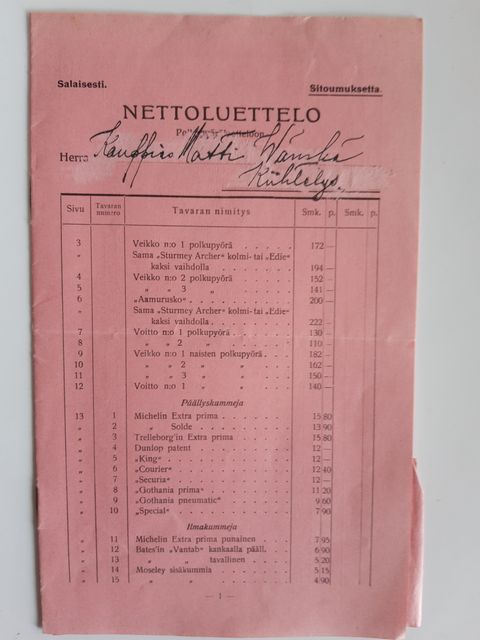 Salaisesti.
Sitoumuksetta.
NETTOLUETTELO
Herra Kauppias Matti
Sivu Tavaran numero Tavaran nimitys Smk. p. Smk. p.
3 Veikko n:o 1 polkupyörä 172 —
„ Sama „Sturmey Archer“ kolmi- tai „Edie“
kaksi vaihdolla 194 —
4 Veikko n:o 2 polkupyörä 152 —
5 „ „ 3 „ 141 —
6 „Aamurusko“ 200 —
„ Sama „Sturmey Archer“ kolmi- tai „Edie“
kaksi vaihdolla 222 —
7 Voitto n:o 1 polkupyörä 130 —
8 „ „ 2 „ 110 —
9 Veikko n:o 1 naisten polkupyörä 182 —
10 „ „ 2 „ „ 162 —
11 „ „ 3 „ „ 150 —
12 Voitto n:o 1 „ „ 140 —
Päällyskummeja
13 1 Michelin Extra prima 15 80
„ 2 „ Solde 13 90
„ 3 Trelleborg'in Extra prima 15 80
„ 4 Dunlop patent 12 —
„ 5 „King“ 12 —
„ 6 „Courier“ 12 40
„ 7 „Securia“ 12 —
„ 8 „Gothania prima“ 11 20
„ 9 „Gothania pneumatic“ 9 60
„ 10 „Special“ 7 90
Ilmakummeja
„ 11 Michelin Extra prima punainen 7 95
„ 12 Bates'in „Vantab“ kankaalla pääll. 6 90
„ 13 „ „ tavallinen 5 20
„ 14 Moseley sisäkummia 5 15
„ 15 „ „ 4 90
— 1 —